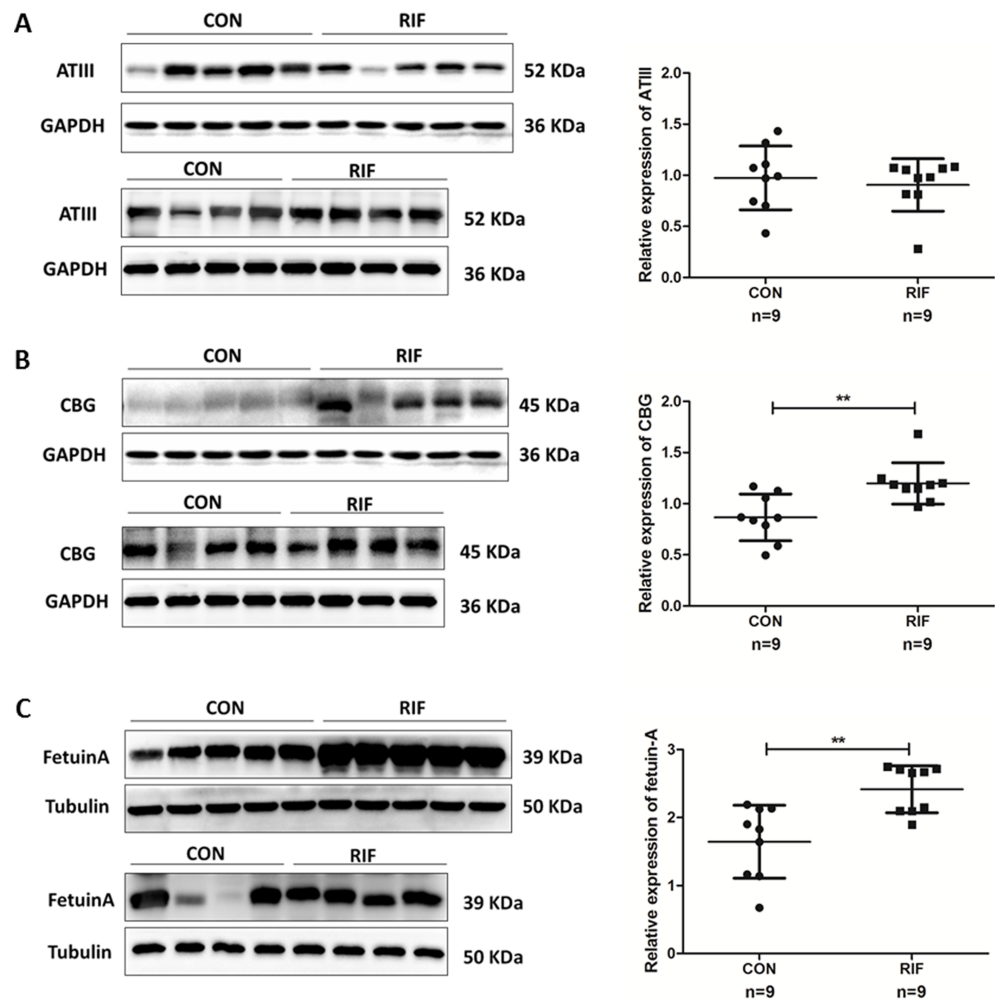 A
CON RIF
ATIII 52 KDa
GAPDH 36 KDa
CON RIF
ATIII 52 KDa
GAPDH 36 KDa
Relative expression of ATIII
2.0
1.5
1.0
0.5
0.0
CON RIF
n=9 n=9
B
CON RIF
CBG 45 KDa
GAPDH 36 KDa
CON RIF
CBG 45 KDa
GAPDH 36 KDa
Relative expression of CBG
**
2.0
1.5
1.0
0.5
0.0
CON RIF
n=9 n=9
C
CON RIF
FetuinA 39 KDa
Tubulin 50 KDa
CON RIF
FetuinA 39 KDa
Tubulin 50 KDa
Relative expression of fetuin-A
**
3
2
1
0
CON RIF
n=9 n=9